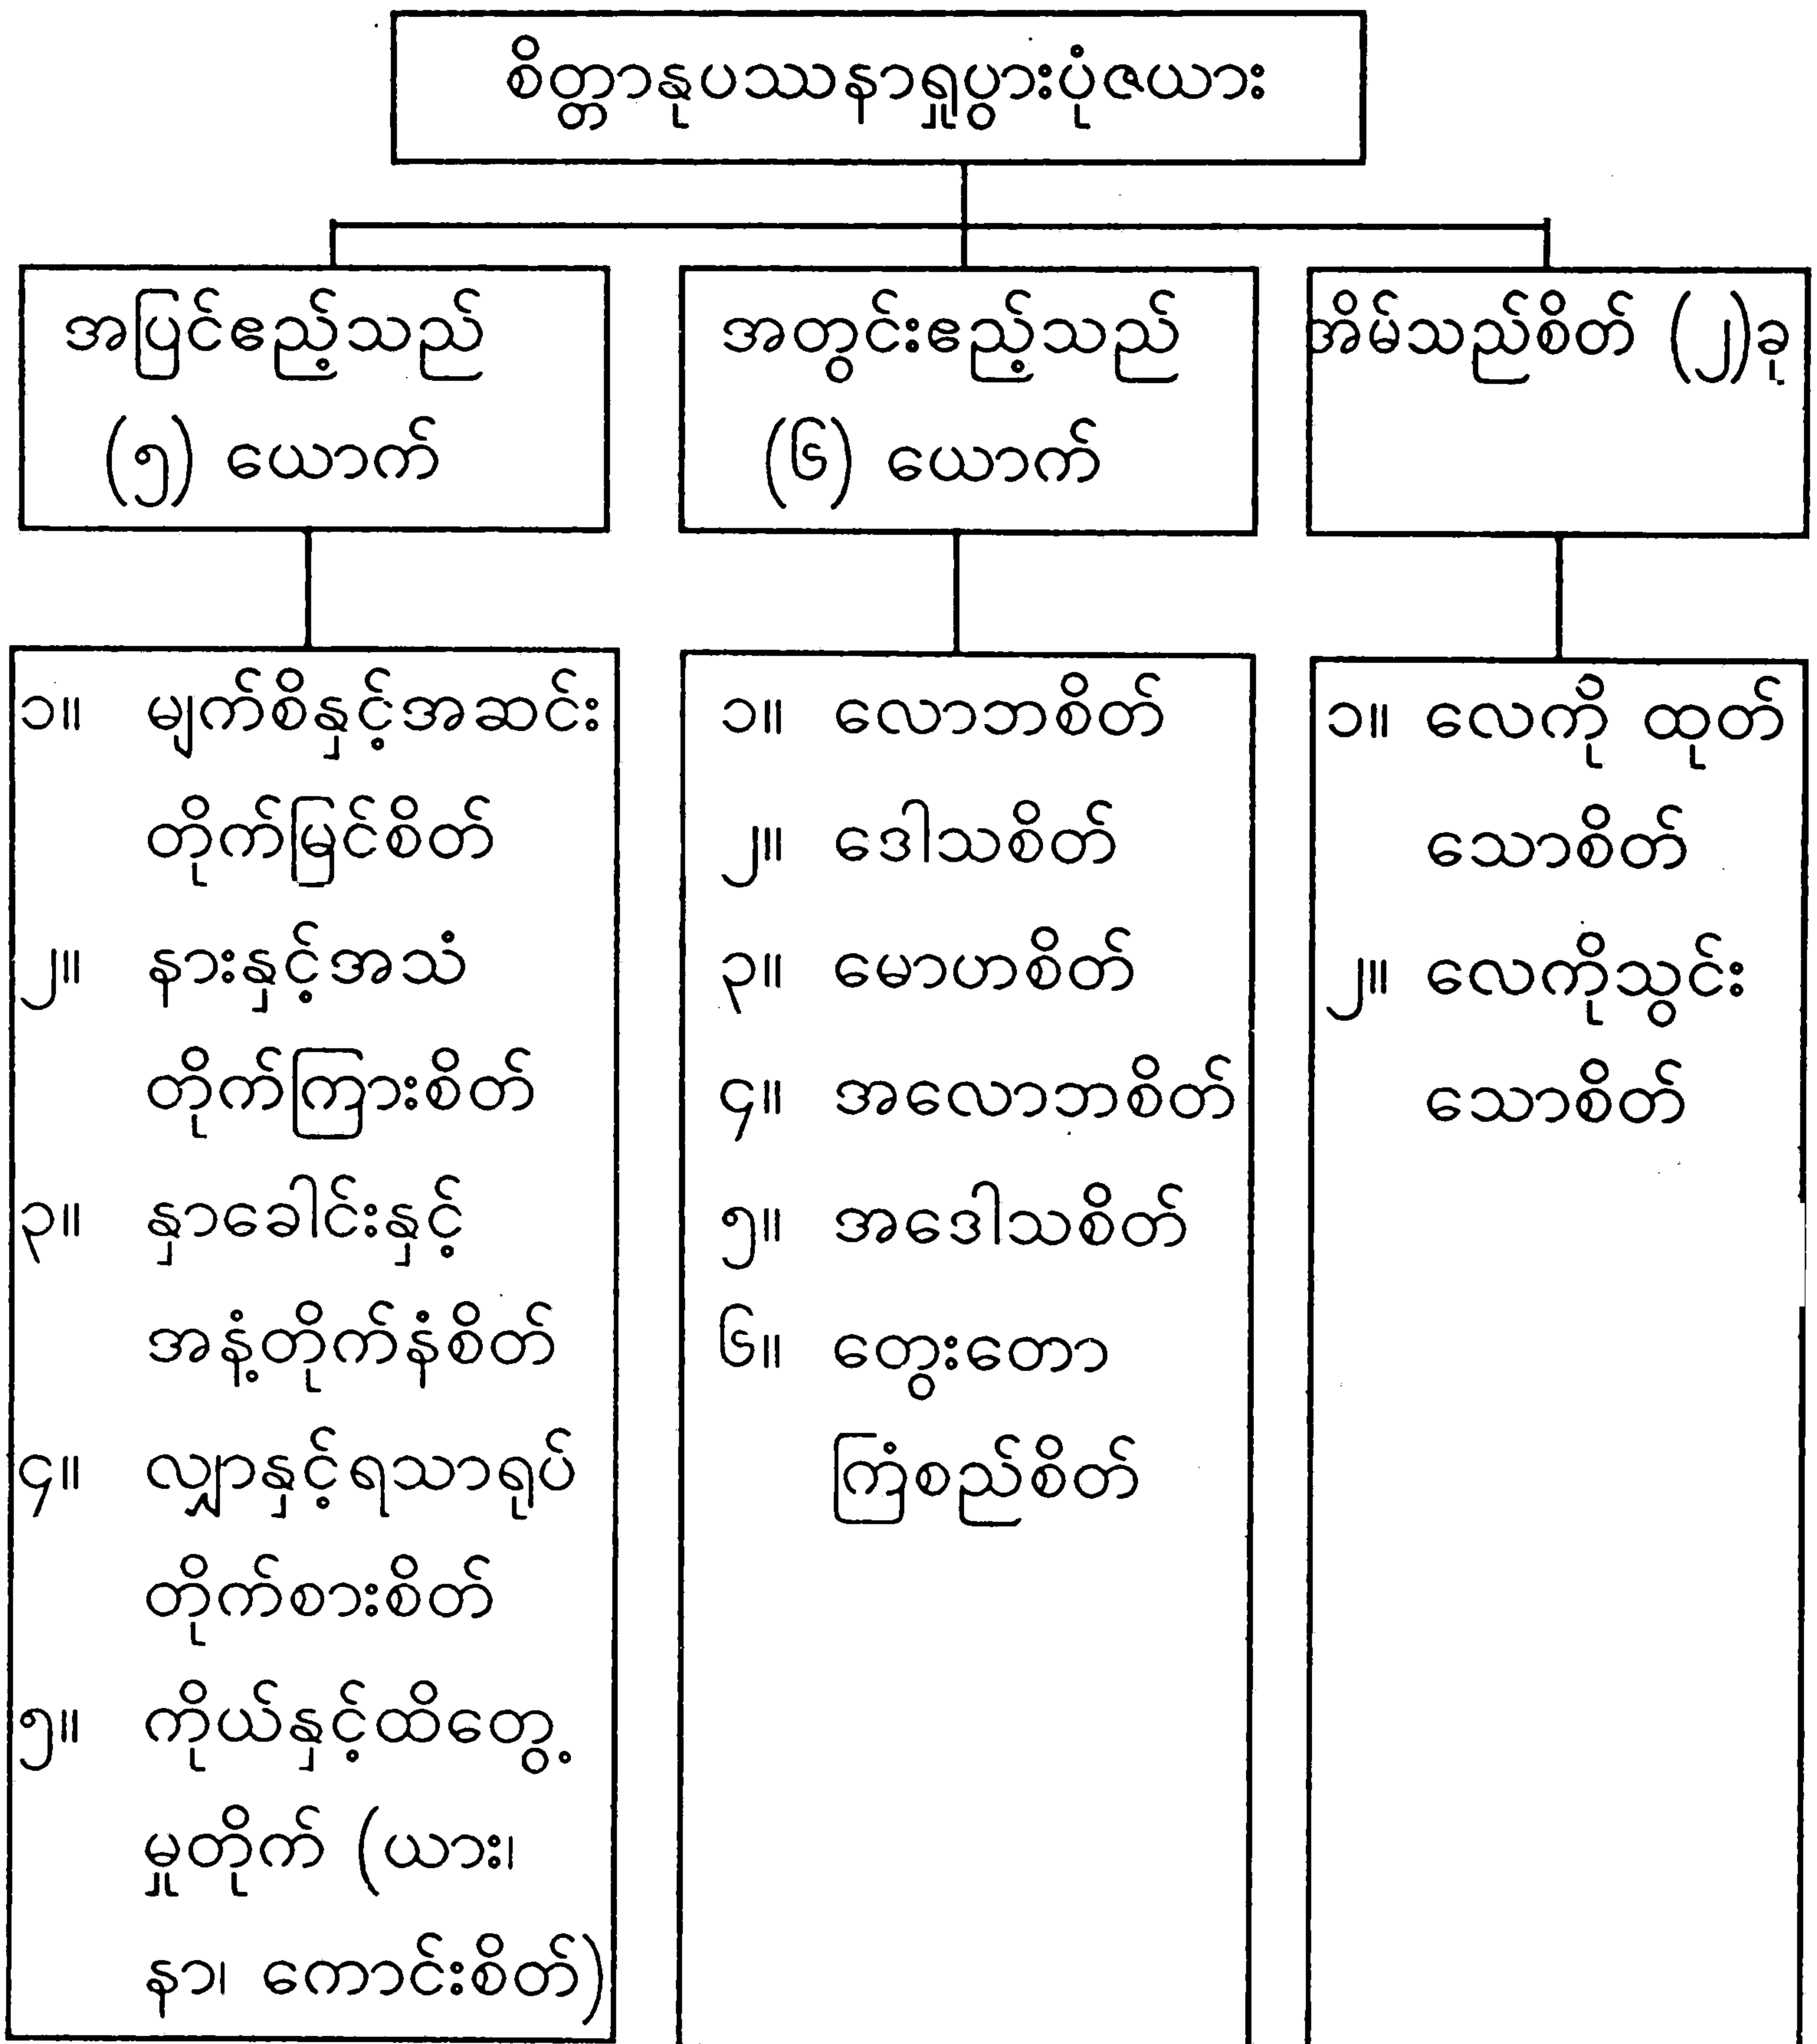 စိတ္တာနုပဿနာရှုပွားပုံဇယား
အပြင်ဧည့်သည်
(၅) ယောက်
၁။ မျက်စိနှင့်အဆင်း
တိုက်မြင်စိတ်
၂။ နားနှင့်အသံ
တိုက်ကြားစိတ်
၃။ နှာခေါင်းနှင့်
အနံ့တိုက်နံစိတ်
၄။ လျှာနှင့်ရသာရုပ်
တိုက်စားစိတ်
၅။ ကိုယ်နှင့်ထိတွေ့
မှုတိုက် (ယား၊
နာ၊ ကောင်းစိတ်)
အတွင်းဧည့်သည်
(၆) ယောက်
၁။ လောဘစိတ်
၂။ ဒေါသစိတ်
၃။ မောဟစိတ်
၄။ အလောဘစိတ်
၅။ အဒေါသစိတ်
၆။ တွေးတော
ကြံစည်စိတ်
အိမ်သည်စိတ် (၂)ခု
၁။ လေကို ထုတ်
သောစိတ်
၂။ လေကိုသွင်း
သောစိတ်